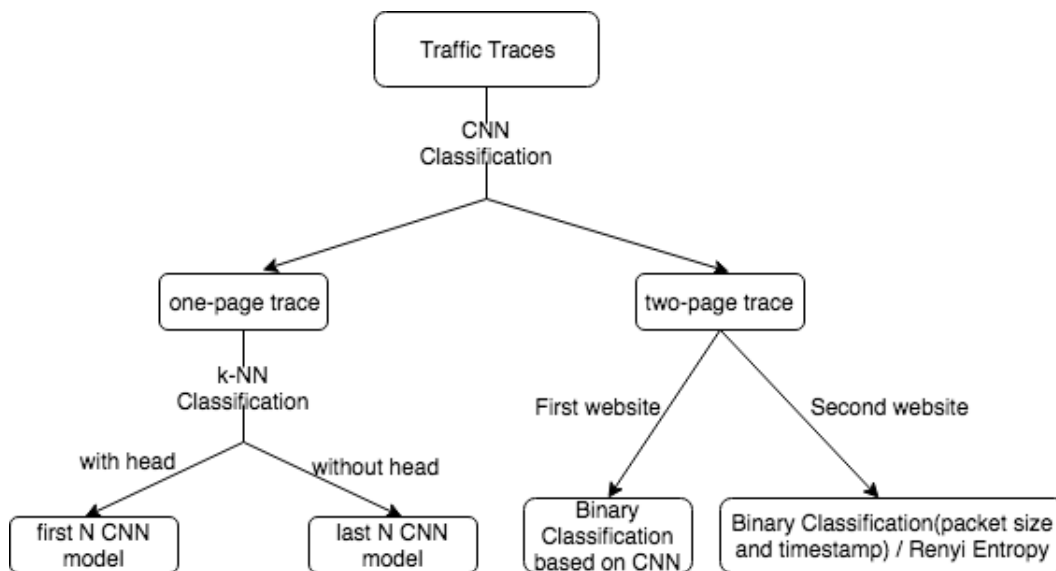 Traffic Traces
CNN
Classification
one-page trace
two-page trace
k-NN
Classification
First website
Second website
with head
without head
first N CNN
model
last N CNN
model
Binary
Classification
based on CNN
Binary Classification(packet size
and timestamp) / Renyi Entropy